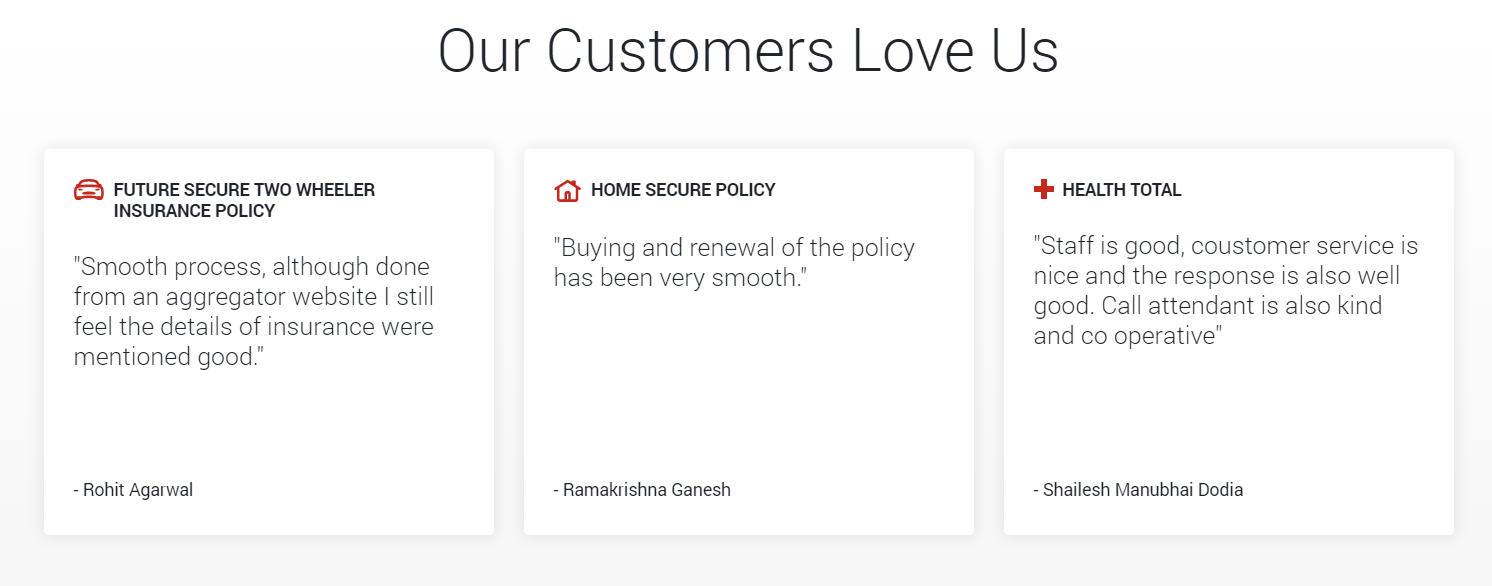 Our Customers Love Us
FUTURE SECURE TWO WHEELER
INSURANCE POLICY
"Smooth process, although done
from an aggregator website I still
feel the details of insurance were
mentioned good."
- Rohit Agarwal
HOME SECURE POLICY
"Buying and renewal of the policy
has been very smooth."
- Ramakrishna Ganesh
HEALTH TOTAL
"Staff is good, coustomer service is
nice and the response is also well
good. Call attendant is also kind
and co operative"
- Shailesh Manubhai Dodia